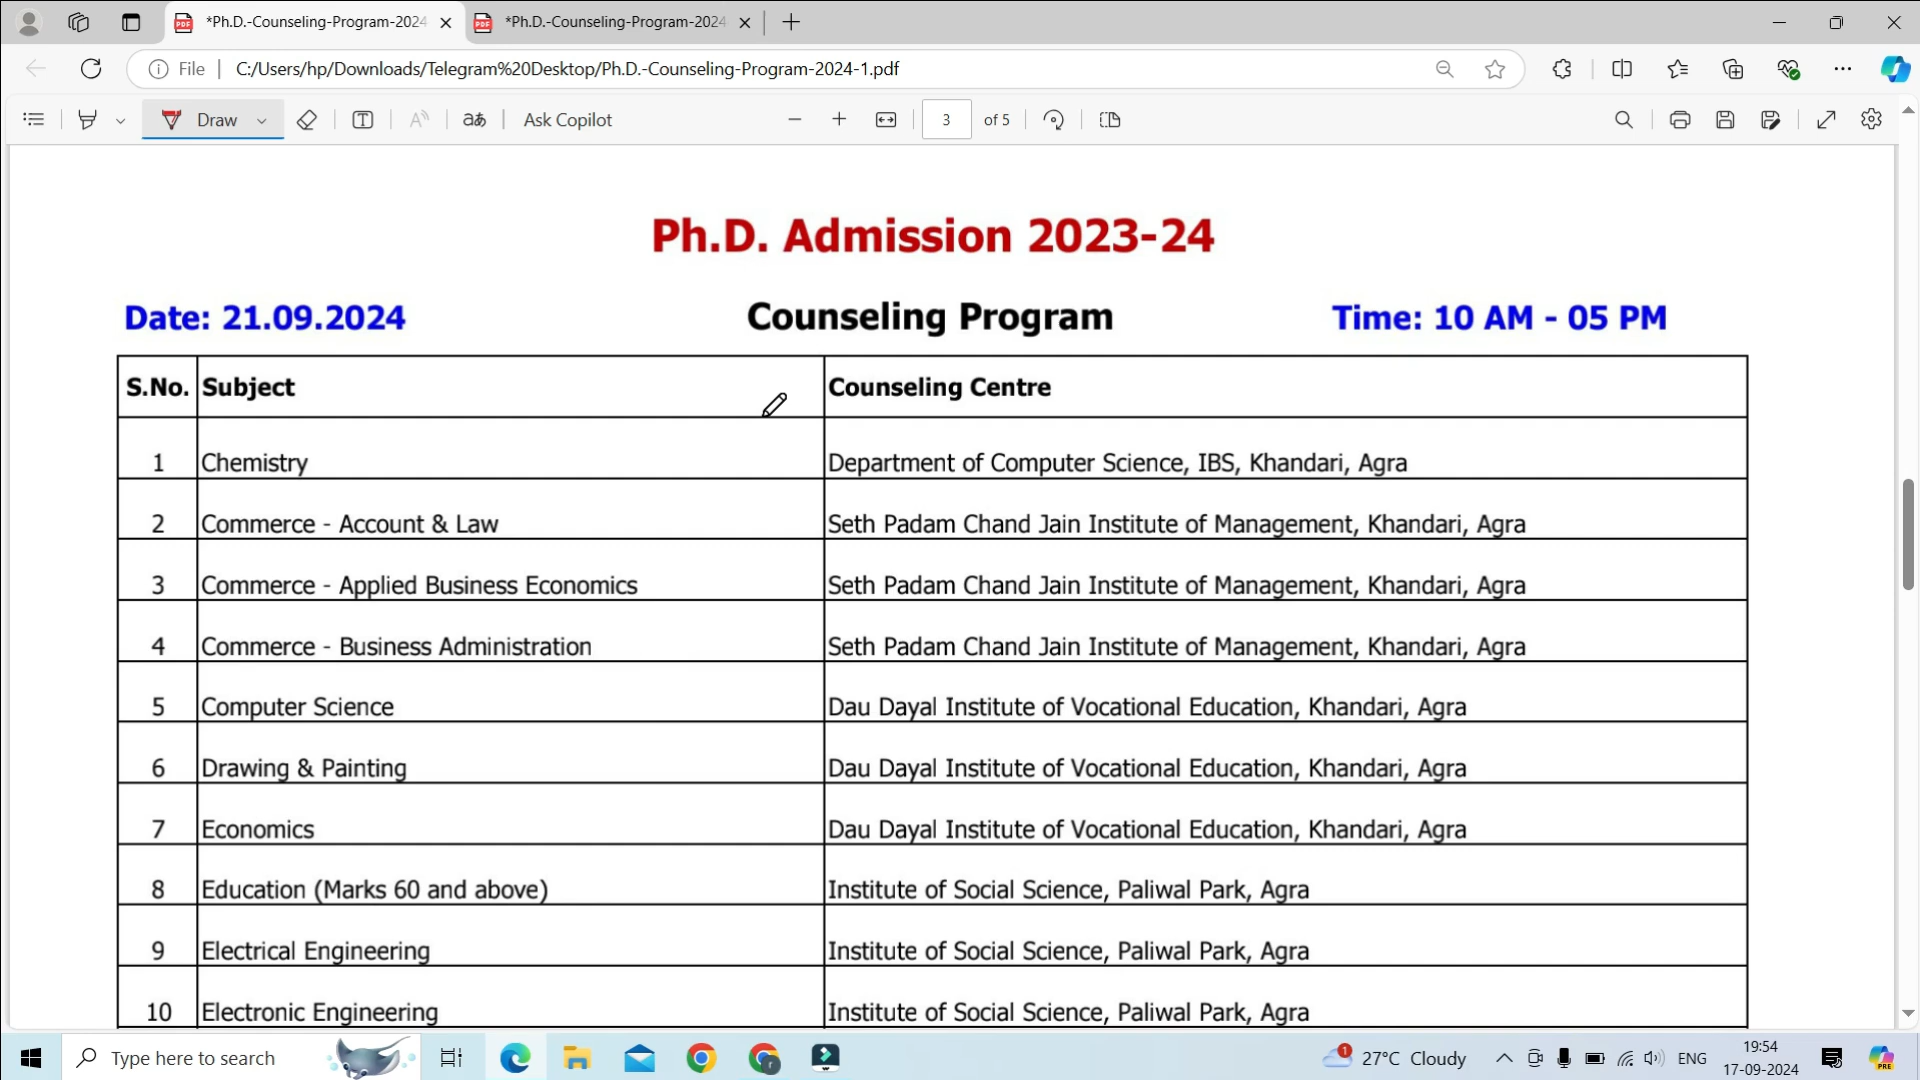 *Ph.D.-Counseling-Program-2024
*Ph.D.-Counseling-Program-2024
File
C:/Users/hp/Downloads/Telegram%20Desktop/Ph.D.-Counseling-Program-2024-1.pdf
Draw
Ask Copilot
3 of 5
Ph.D. Admission 2023-24
Date: 21.09.2024 Counseling Program Time: 10 AM - 05 PM
S.No. Subject Counseling Centre
1 Chemistry Department of Computer Science, IBS, Khandari, Agra
2 Commerce - Account & Law Seth Padam Chand Jain Institute of Management, Khandari, Agra
3 Commerce - Applied Business Economics Seth Padam Chand Jain Institute of Management, Khandari, Agra
4 Commerce - Business Administration Seth Padam Chand Jain Institute of Management, Khandari, Agra
5 Computer Science Dau Dayal Institute of Vocational Education, Khandari, Agra
6 Drawing & Painting Dau Dayal Institute of Vocational Education, Khandari, Agra
7 Economics Dau Dayal Institute of Vocational Education, Khandari, Agra
8 Education (Marks 60 and above) Institute of Social Science, Paliwal Park, Agra
9 Electrical Engineering Institute of Social Science, Paliwal Park, Agra
10 Electronic Engineering Institute of Social Science, Paliwal Park, Agra
Type here to search
1
27°C Cloudy
ENG
19:54
17-09-2024
PRE